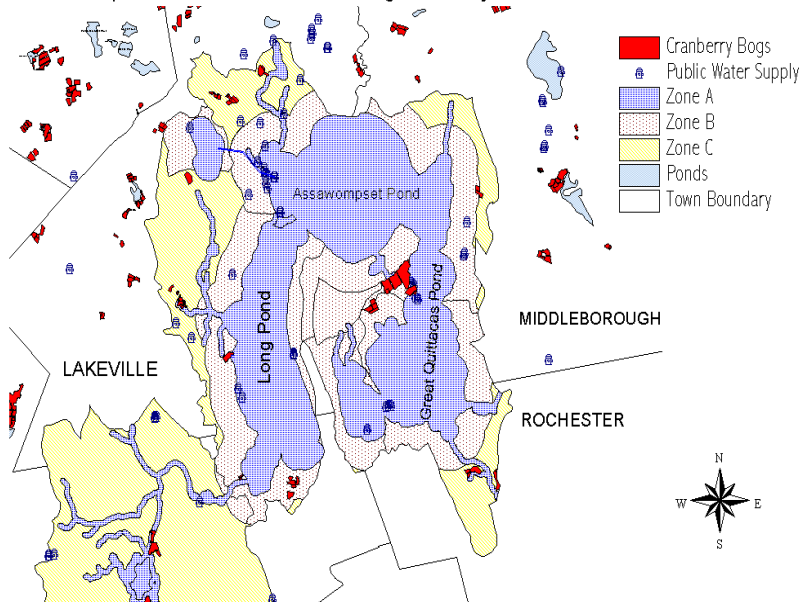 Cranberry Bogs
Public Water Supply
Zone A
Zone B
Zone C
Ponds
Town Boundary
Assawompset Pond
Long Pond
Great Quittacas Pond
MIDDLEBOROUGH
LAKEVILLE
ROCHESTER
N
W E
S